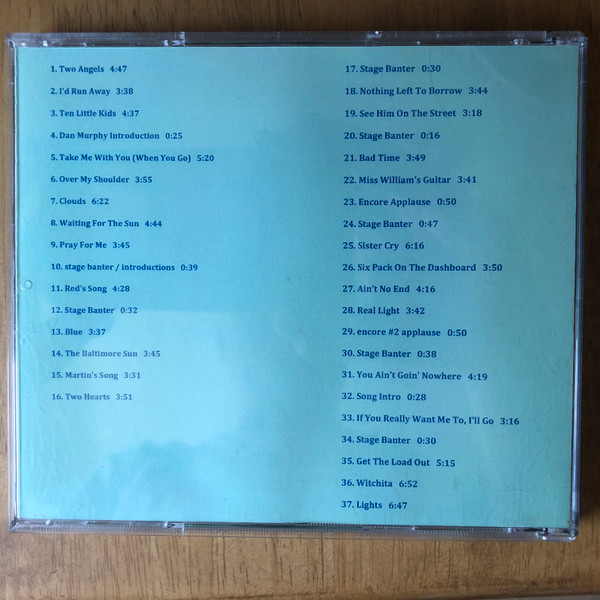 1. Two Angels 4:47
2. I'd Run Away 3:38
3. Ten Little Kids 4:37
4. Dan Murphy Introduction 0:25
5. Take Me With You (When You Go) 5:20
6. Over My Shoulder 3:55
7. Clouds 6:22
8. Waiting For The Sun 4:44
9. Pray For Me 3:45
10. stage banter / introductions 0:39
11. Red's Song 4:28
12. Stage Banter 0:32
13. Blue 3:37
14. The Baltimore Sun 3:45
15. Martin's Song 3:31
16. Two Hearts 3:51
17. Stage Banter 0:30
18. Nothing Left To Borrow 3:44
19. See Him On The Street 3:18
20. Stage Banter 0:16
21. Bad Time 3:49
22. Miss William's Guitar 3:41
23. Encore Applause 0:50
24. Stage Banter 0:47
25. Sister Cry 6:16
26. Six Pack On The Dashboard 3:50
27. Ain't No End 4:16
28. Real Light 3:42
29. encore #2 applause 0:50
30. Stage Banter 0:38
31. You Ain't Goin' Nowhere 4:19
32. Song Intro 0:28
33. If You Really Want Me To, I'll Go 3:16
34. Stage Banter 0:30
35. Get The Load Out 5:15
36. Witchita 6:52
37. Lights 6:47